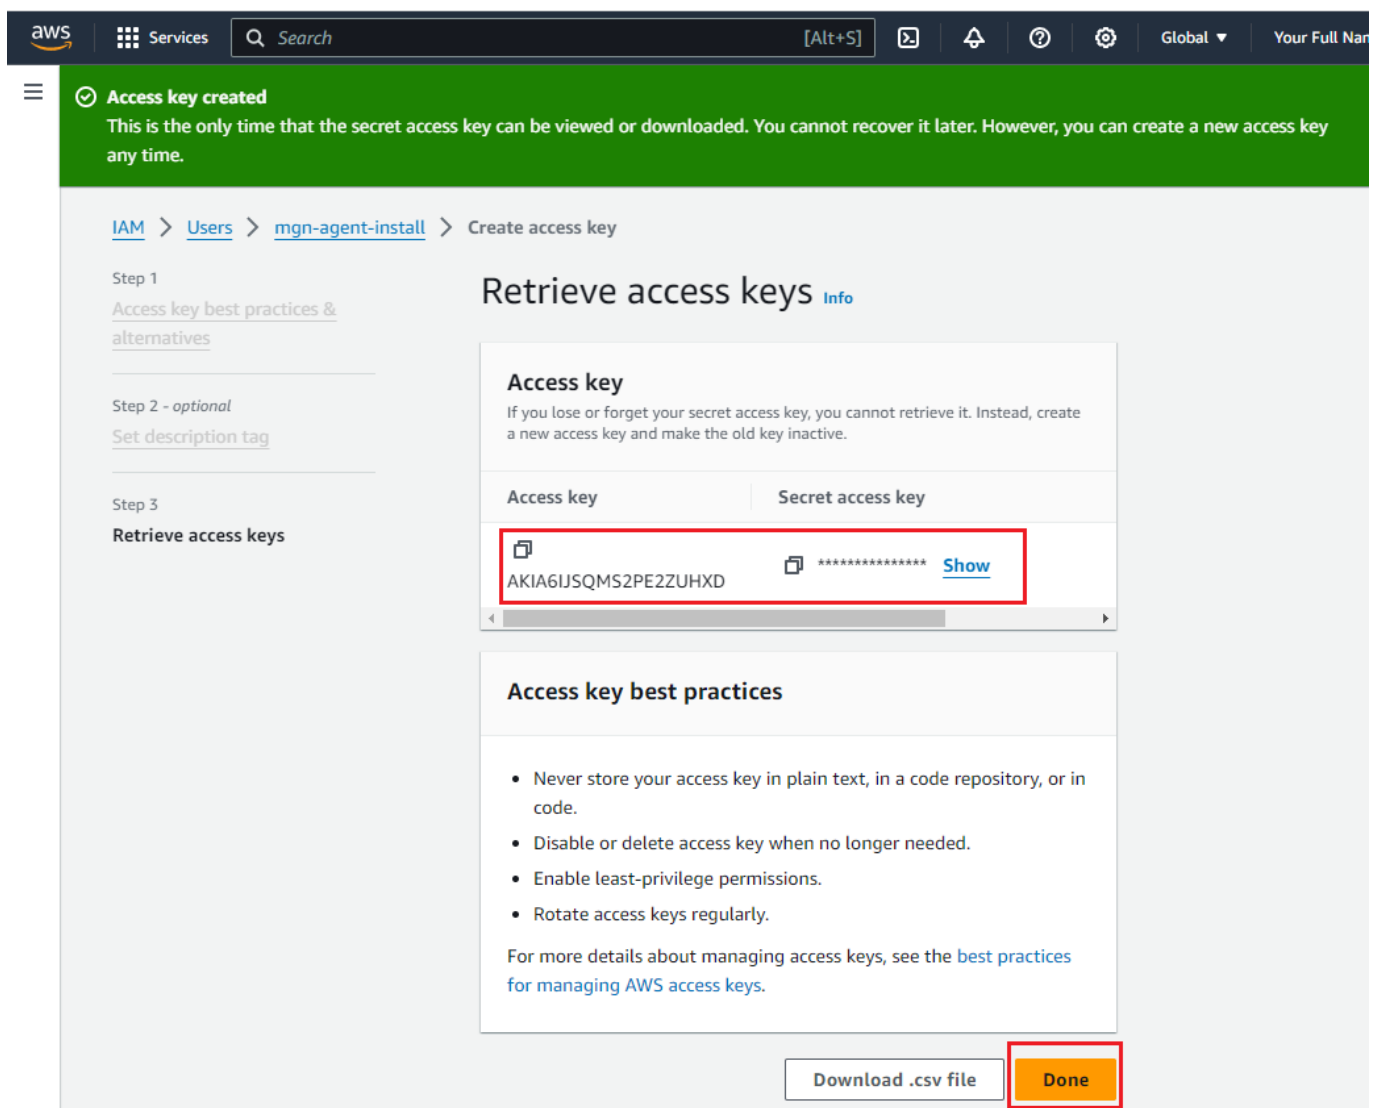 aws
Services
Search
[Alt+S]
Global
Your Full Nam
Access key created
This is the only time that the secret access key can be viewed or downloaded. You cannot recover it later. However, you can create a new access key
any time.
IAM
Users
mgn-agent-install
Create access key
Step 1
Access key best practices &
alternatives
Step 2 - optional
Set description tag
Step 3
Retrieve access keys
Retrieve access keys Info
Access key
If you lose or forget your secret access key, you cannot retrieve it. Instead, create
a new access key and make the old key inactive.
Access key
Secret access key
AKIA6IJSQMS2PE2ZUHXD
*************** Show
Access key best practices
• Never store your access key in plain text, in a code repository, or in
code.
• Disable or delete access key when no longer needed.
• Enable least-privilege permissions.
• Rotate access keys regularly.
For more details about managing access keys, see the best practices
for managing AWS access keys.
Download .csv file
Done